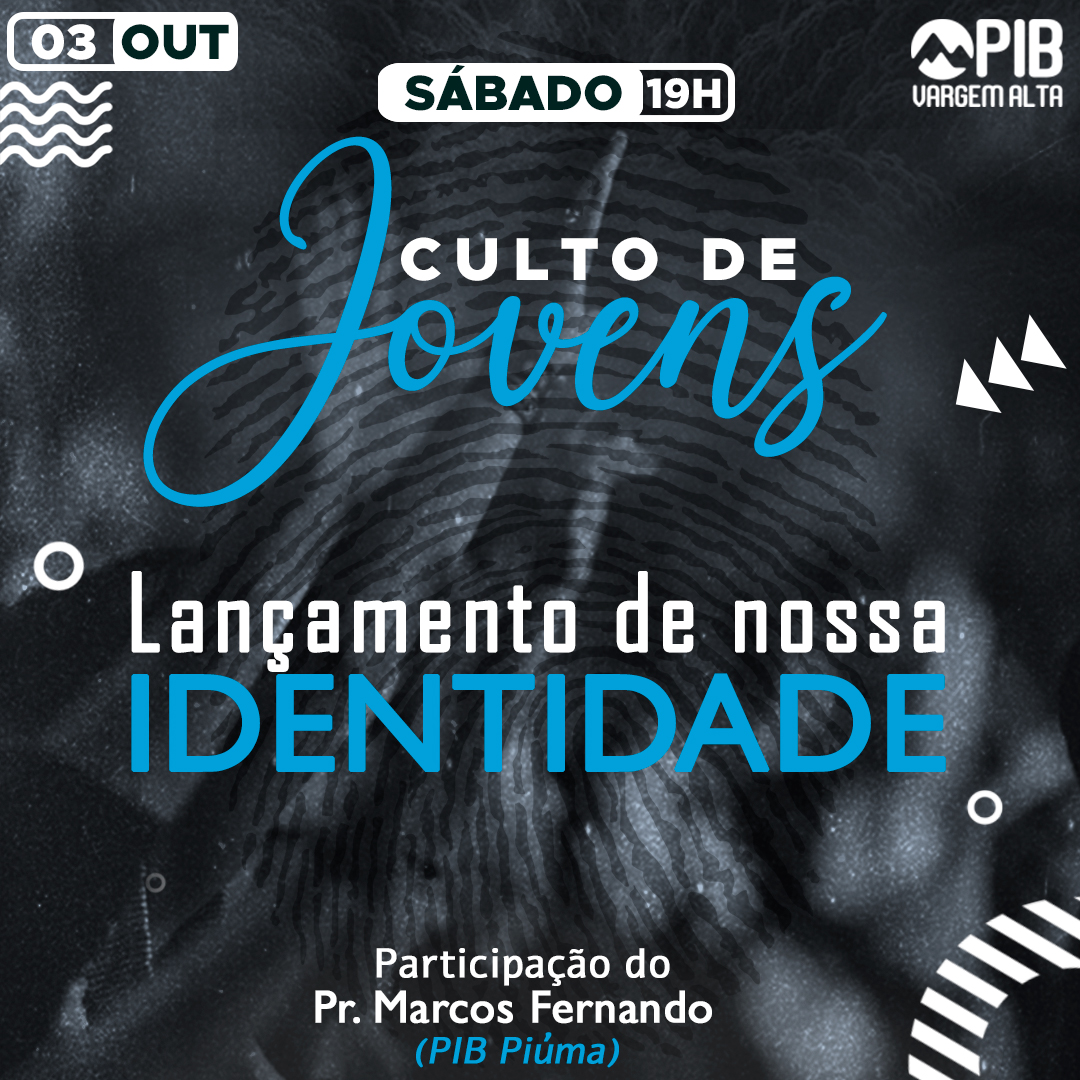 03 OUT
SÁBADO 19H
PIB
VARGEM ALTA
CULTO DE
Jovens
Lançamento de nossa
IDENTIDADE
Participação do
Pr. Marcos Fernando
(PIB Piúma)